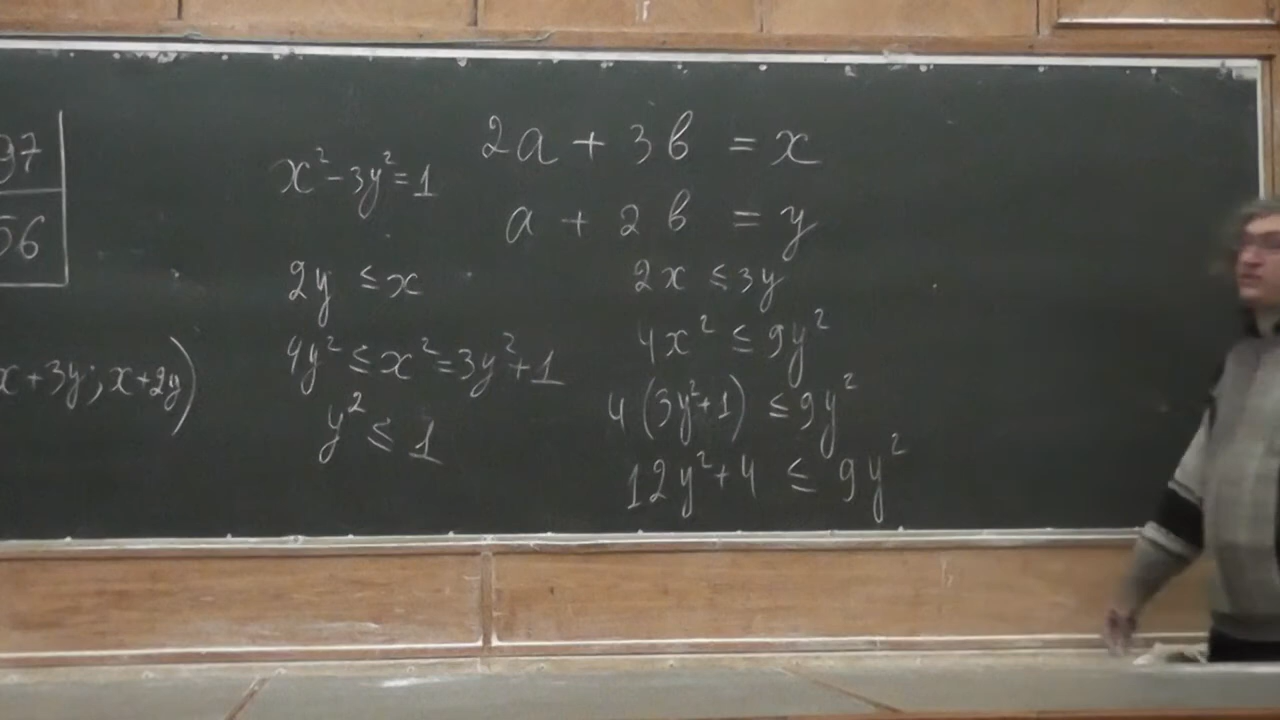 97
56
x+3y; x+2y)
x²-3y²=1
2y ≤ x
4y² ≤ x²=3y²+1
y² ≤ 1
2a + 3b = x
a + 2b = y
2x ≤ 3y
4x² ≤ 9y²
4(3y²+1) ≤ 9y²
12y²+4 ≤ 9y²